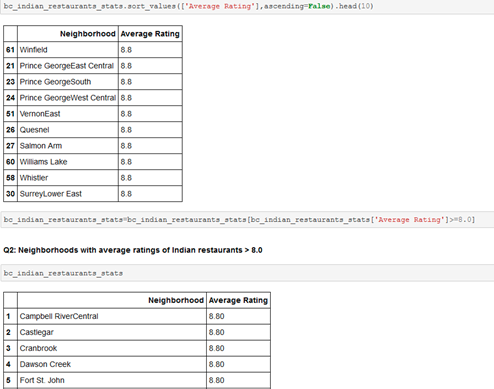 bc_indian_restaurants_stats.sort_values(['Average Rating'],ascending=False).head(10)
Neighborhood Average Rating
61 Winfield 8.8
21 Prince GeorgeEast Central 8.8
23 Prince GeorgeSouth 8.8
24 Prince GeorgeWest Central 8.8
51 VernonEast 8.8
26 Quesnel 8.8
27 Salmon Arm 8.8
60 Williams Lake 8.8
58 Whistler 8.8
30 SurreyLower East 8.8
bc_indian_restaurants_stats=bc_indian_restaurants_stats[bc_indian_restaurants_stats['Average Rating']>=8.0]
Q2: Neighborhoods with average ratings of Indian restaurants > 8.0
bc_indian_restaurants_stats
Neighborhood Average Rating
1 Campbell RiverCentral 8.80
2 Castlegar 8.80
3 Cranbrook 8.80
4 Dawson Creek 8.80
5 Fort St. John 8.80